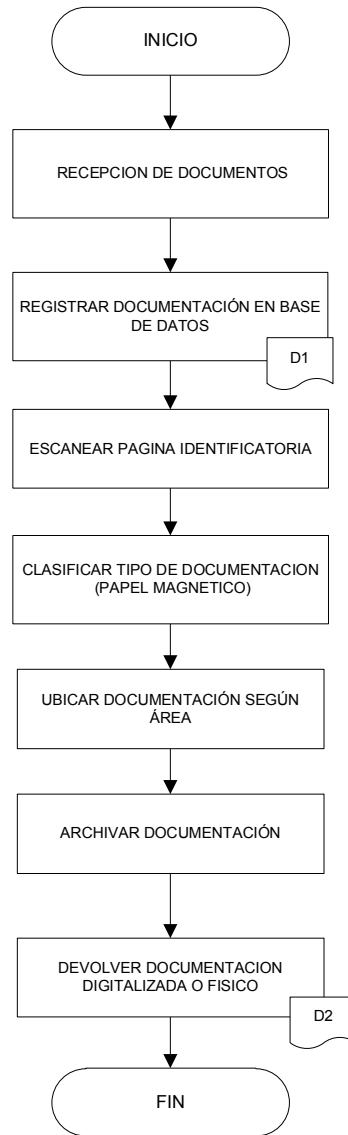 INICIO
RECEPCION DE DOCUMENTOS
REGISTRAR DOCUMENTACIÓN EN BASE
DE DATOS
D1
ESCANEAR PAGINA IDENTIFICATORIA
CLASIFICAR TIPO DE DOCUMENTACION
(PAPEL MAGNETICO)
UBICAR DOCUMENTACIÓN SEGÚN
ÁREA
ARCHIVAR DOCUMENTACIÓN
DEVOLVER DOCUMENTACION
DIGITALIZADA O FISICO
D2
FIN